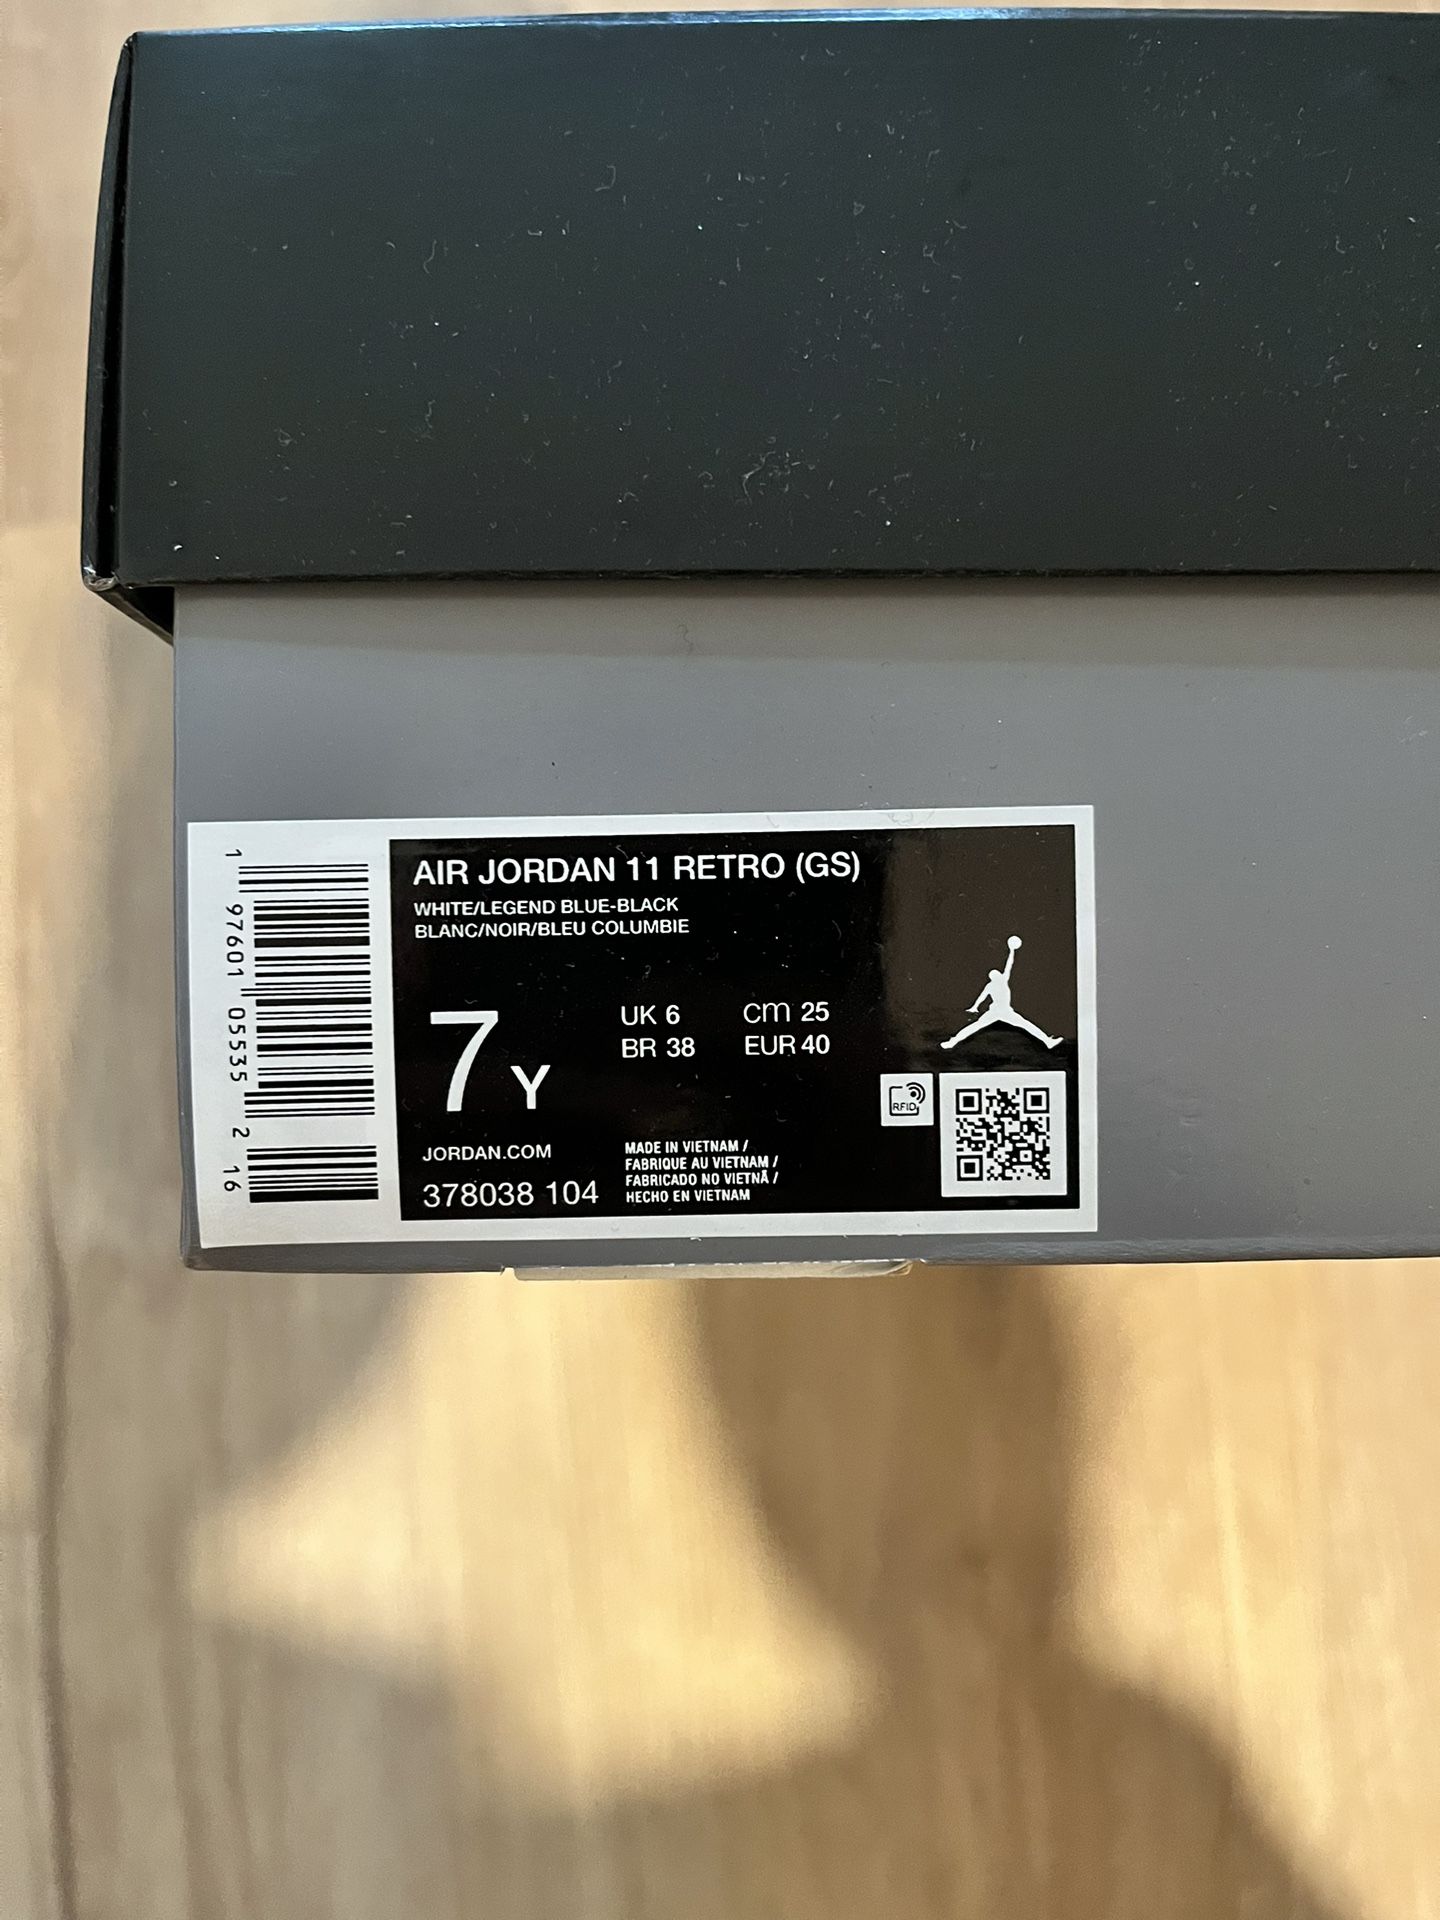 AIR JORDAN 11 RETRO (GS)
WHITE/LEGEND BLUE-BLACK
BLANC/NOIR/BLEU COLUMBIE
7 Y
UK 6 cm 25
BR 38 EUR 40
JORDAN.COM
378038 104
MADE IN VIETNAM /
FABRIQUE AU VIETNAM /
FABRICADO NO VIETNÃ /
HECHO EN VIETNAM
RFID
1 97601 05535 2 16